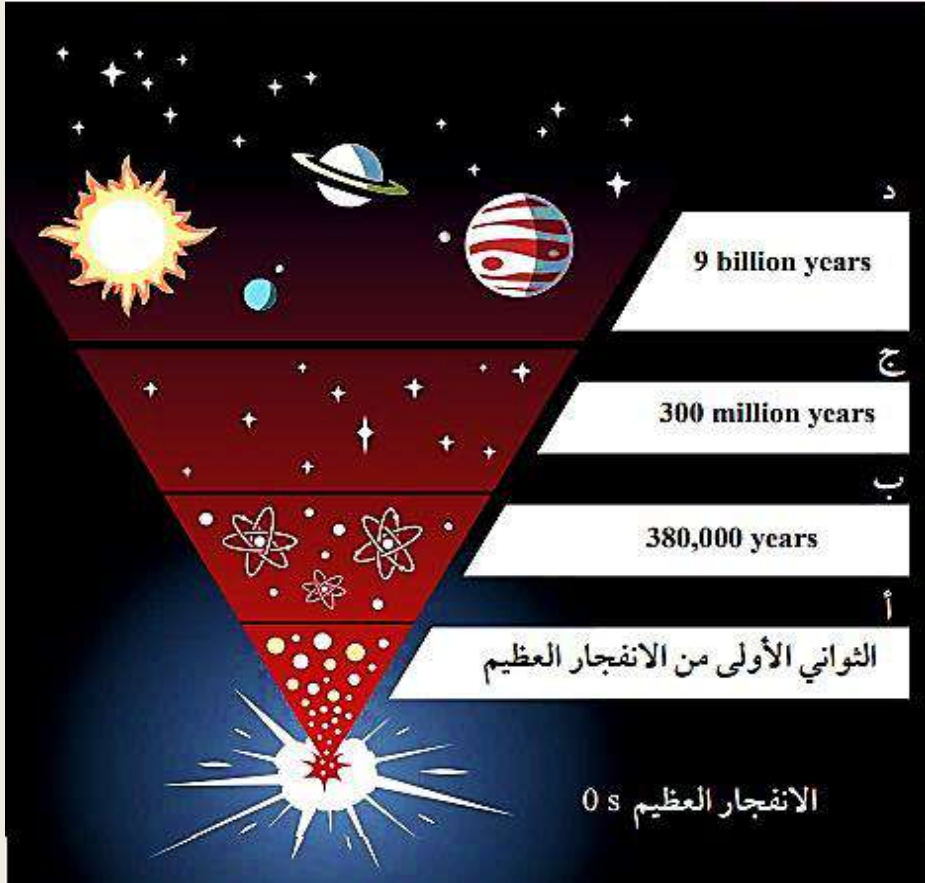 د
9 billion years
ج
300 million years
ب
380,000 years
أ
الثواني الأولى من الانفجار العظيم
الانفجار العظيم 0 s